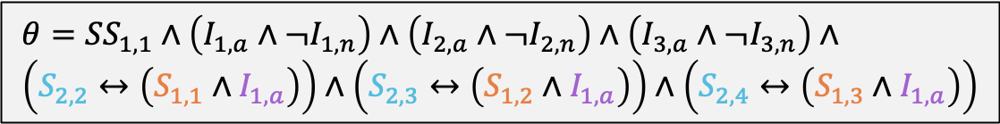 θ = SS₁,₁ ∧ (I₁,ₐ ∧ ¬I₁,ₙ) ∧ (I₂,ₐ ∧ ¬I₂,ₙ) ∧ (I₃,ₐ ∧ ¬I₃,ₙ) ∧
(S₂,₂ ↔ (S₁,₁ ∧ I₁,ₐ)) ∧ (S₂,₃ ↔ (S₁,₂ ∧ I₁,ₐ)) ∧ (S₂,₄ ↔ (S₁,₃ ∧ I₁,ₐ))